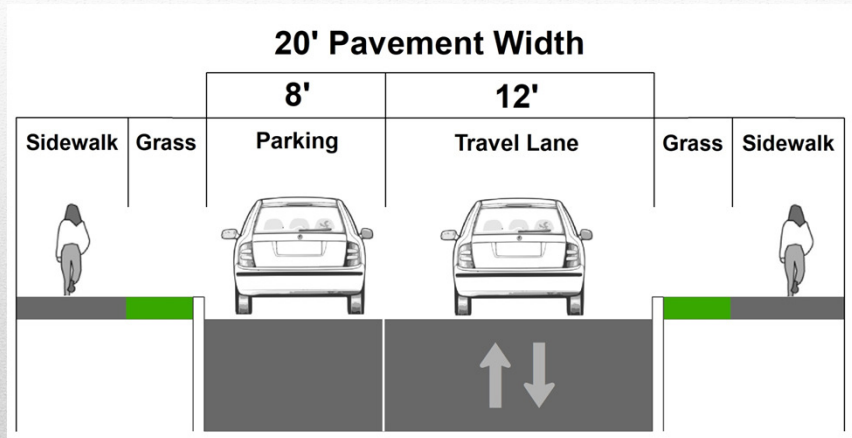 20' Pavement Width
8' 12'
Sidewalk Grass Parking Travel Lane Grass Sidewalk